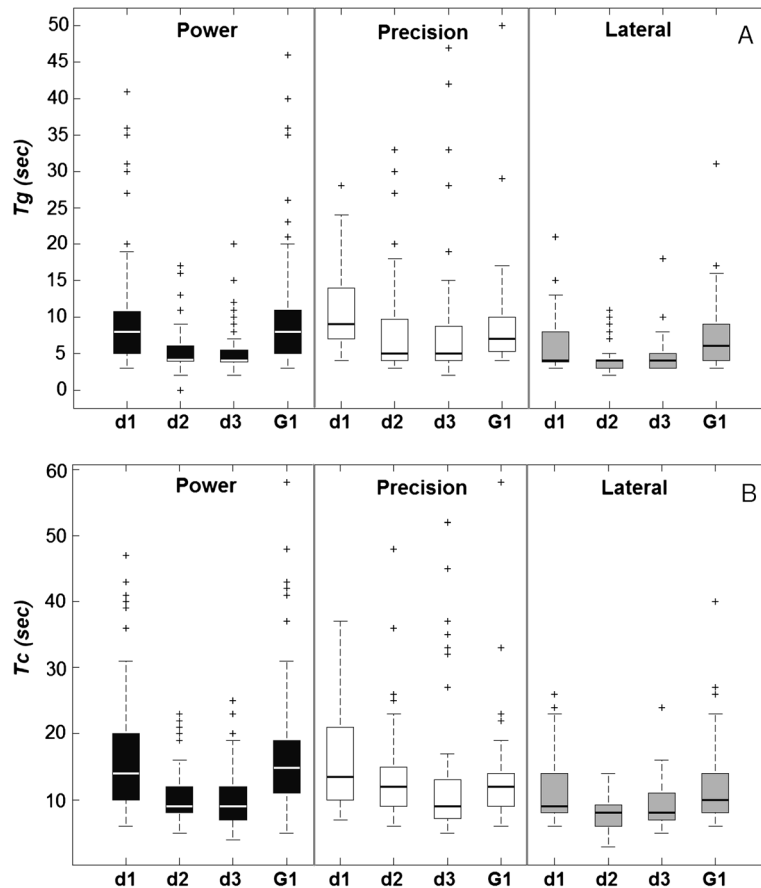 Power Precision Lateral A
50
45
40
35
30
25
20
15
10
5
0
Tg (sec)
d1 d2 d3 G1 d1 d2 d3 G1 d1 d2 d3 G1
Power Precision Lateral B
60
50
40
30
20
10
Tc (sec)
d1 d2 d3 G1 d1 d2 d3 G1 d1 d2 d3 G1